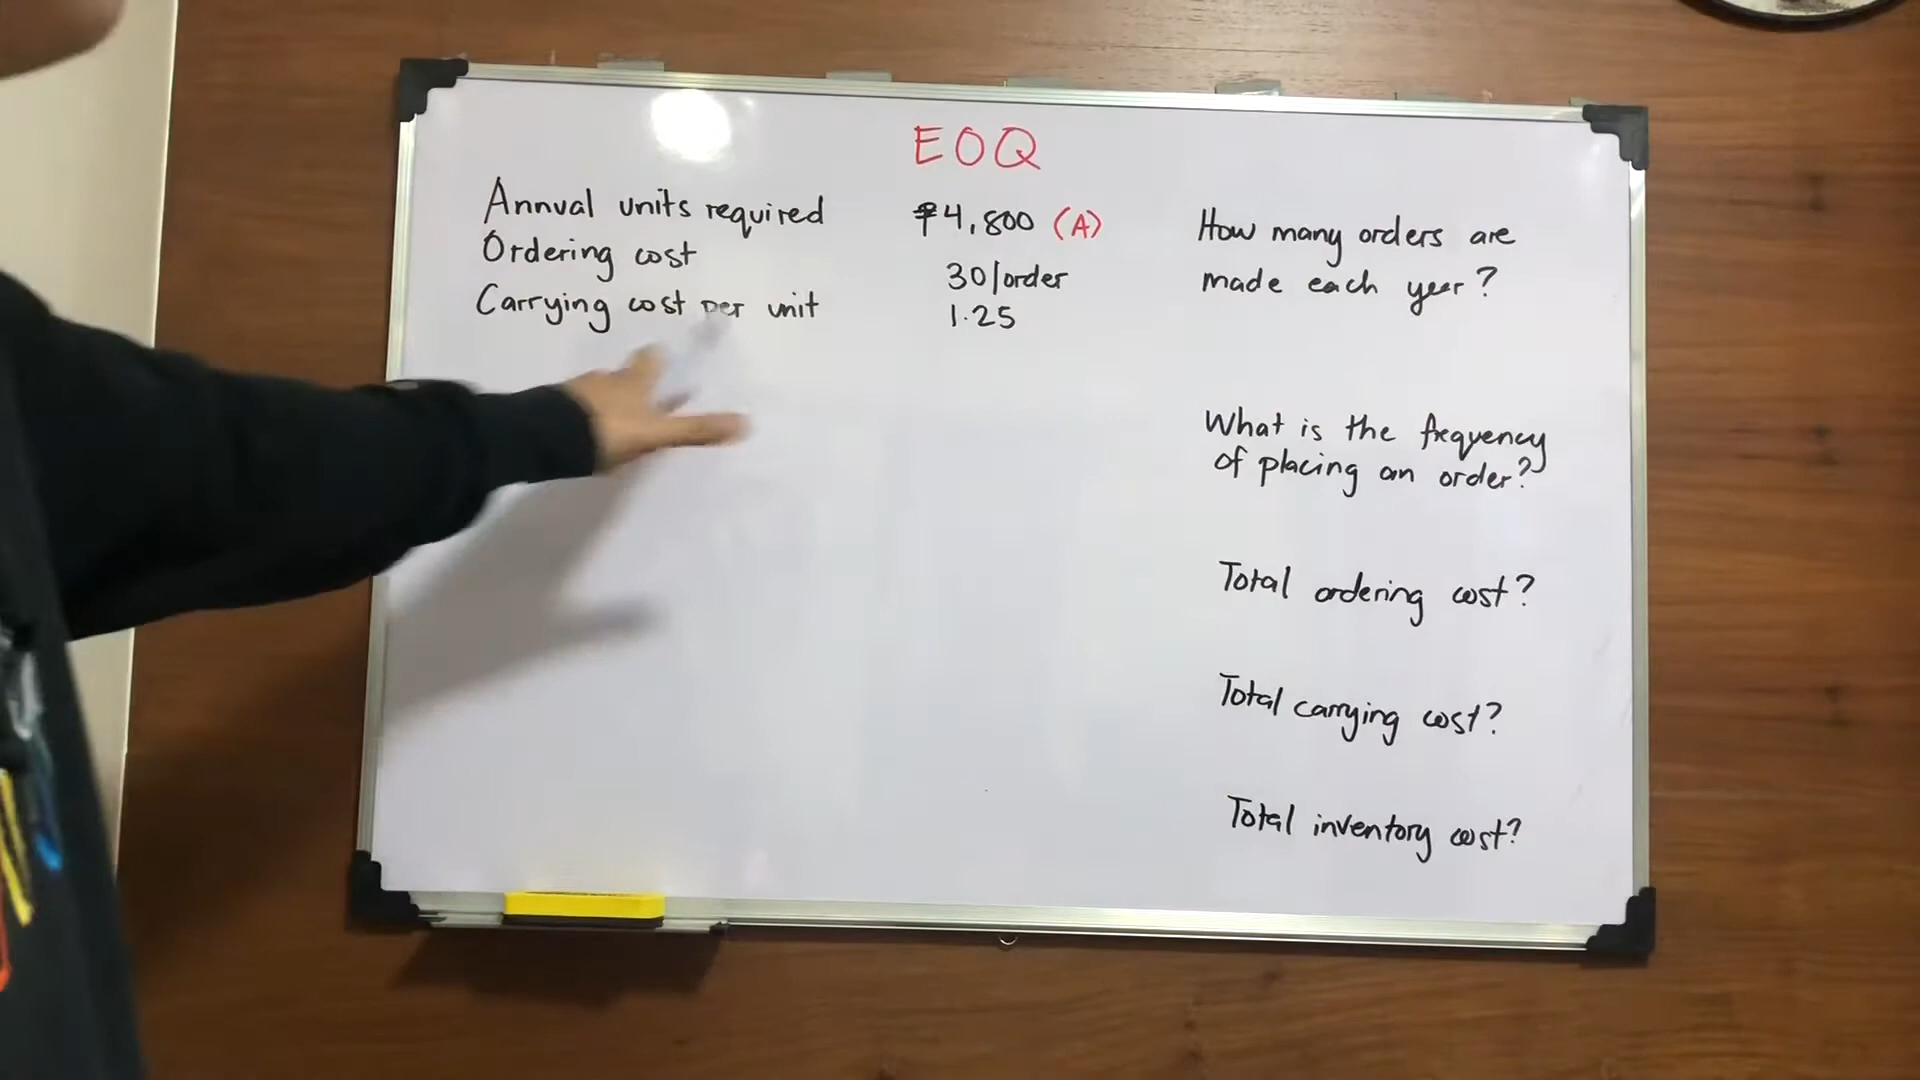 EOQ
Annual units required ₱4,800 (A)
Ordering cost 30/order
Carrying cost per unit 1.25
How many orders are
made each year?
What is the frequency
of placing an order?
Total ordering cost?
Total carrying cost?
Total inventory cost?